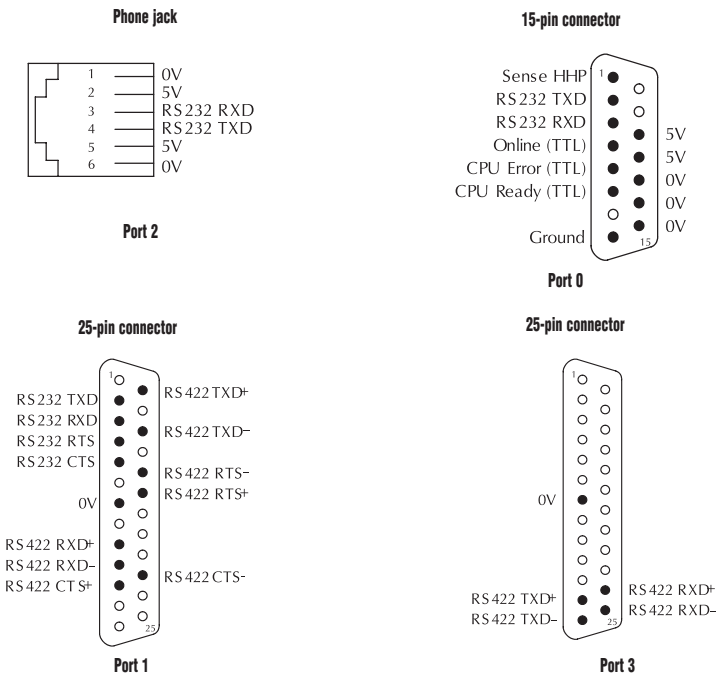 Phone jack
1 0V
2 5V
3 RS232 RXD
4 RS232 TXD
5 5V
6 0V
Port 2
15-pin connector
1
Sense HHP
RS232 TXD
RS232 RXD
Online (TTL)
CPU Error (TTL)
CPU Ready (TTL)
Ground
5V
5V
0V
0V
0V
15
Port 0
25-pin connector
1
RS232 TXD
RS232 RXD
RS232 RTS
RS232 CTS
0V
RS422 RXD+
RS422 RXD–
RS422 CTS+
RS422 TXD+
RS422 TXD–
RS422 RTS–
RS422 RTS+
RS422 CTS-
25
Port 1
25-pin connector
1
0V
RS422 TXD+
RS422 TXD–
RS422 RXD+
RS422 RXD–
25
Port 3